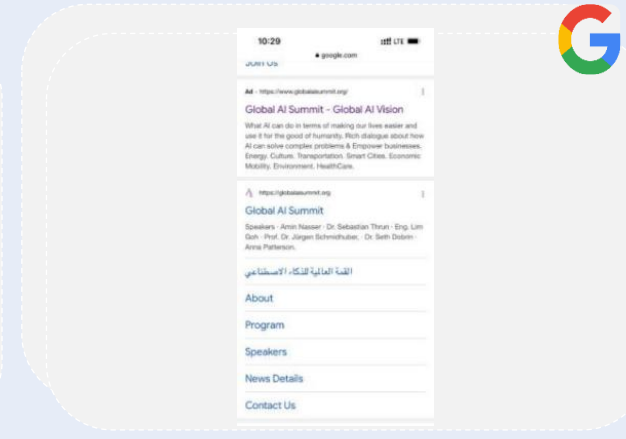 10:29
LTE
google.com
JOIN US
Ad · https://www.globalaisummit.org/
Global AI Summit - Global AI Vision
What AI can do in terms of making our lives easier and
use it for the good of humanity. Rich dialogue about how
AI can solve complex problems & Empower businesses.
Energy. Culture. Transportation. Smart Cities. Economic
Mobility. Environment. HealthCare.
https://globalaisummit.org
Global AI Summit
Speakers · Amin Nasser · Dr. Sebastian Thrun · Eng. Lim
Goh · Prof. Dr. Jürgen Schmidhuber, · Dr. Seth Dobrin ·
Anna Patterson.
القمة العالمية للذكاء الاصطناعي
About
Program
Speakers
News Details
Contact Us